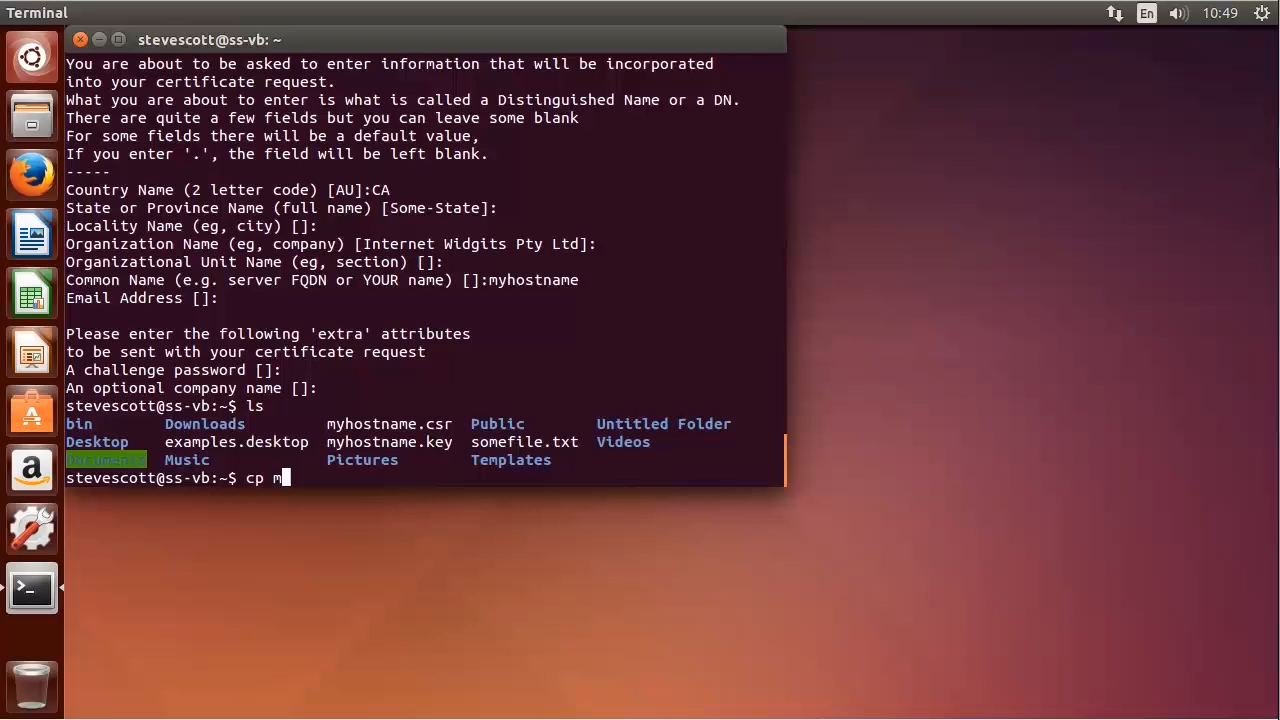 Terminal
En
10:49
stevescott@ss-vb: ~
You are about to be asked to enter information that will be incorporated
into your certificate request.
What you are about to enter is what is called a Distinguished Name or a DN.
There are quite a few fields but you can leave some blank
For some fields there will be a default value,
If you enter '.', the field will be left blank.
-----
Country Name (2 letter code) [AU]:CA
State or Province Name (full name) [Some-State]:
Locality Name (eg, city) []:
Organization Name (eg, company) [Internet Widgits Pty Ltd]:
Organizational Unit Name (eg, section) []:
Common Name (e.g. server FQDN or YOUR name) []:myhostname
Email Address []:
Please enter the following 'extra' attributes
to be sent with your certificate request
A challenge password []:
An optional company name []:
stevescott@ss-vb:~$ ls
bin Downloads myhostname.csr Public Untitled Folder
Desktop examples.desktop myhostname.key somefile.txt Videos
Documents Music Pictures Templates
stevescott@ss-vb:~$ cp m